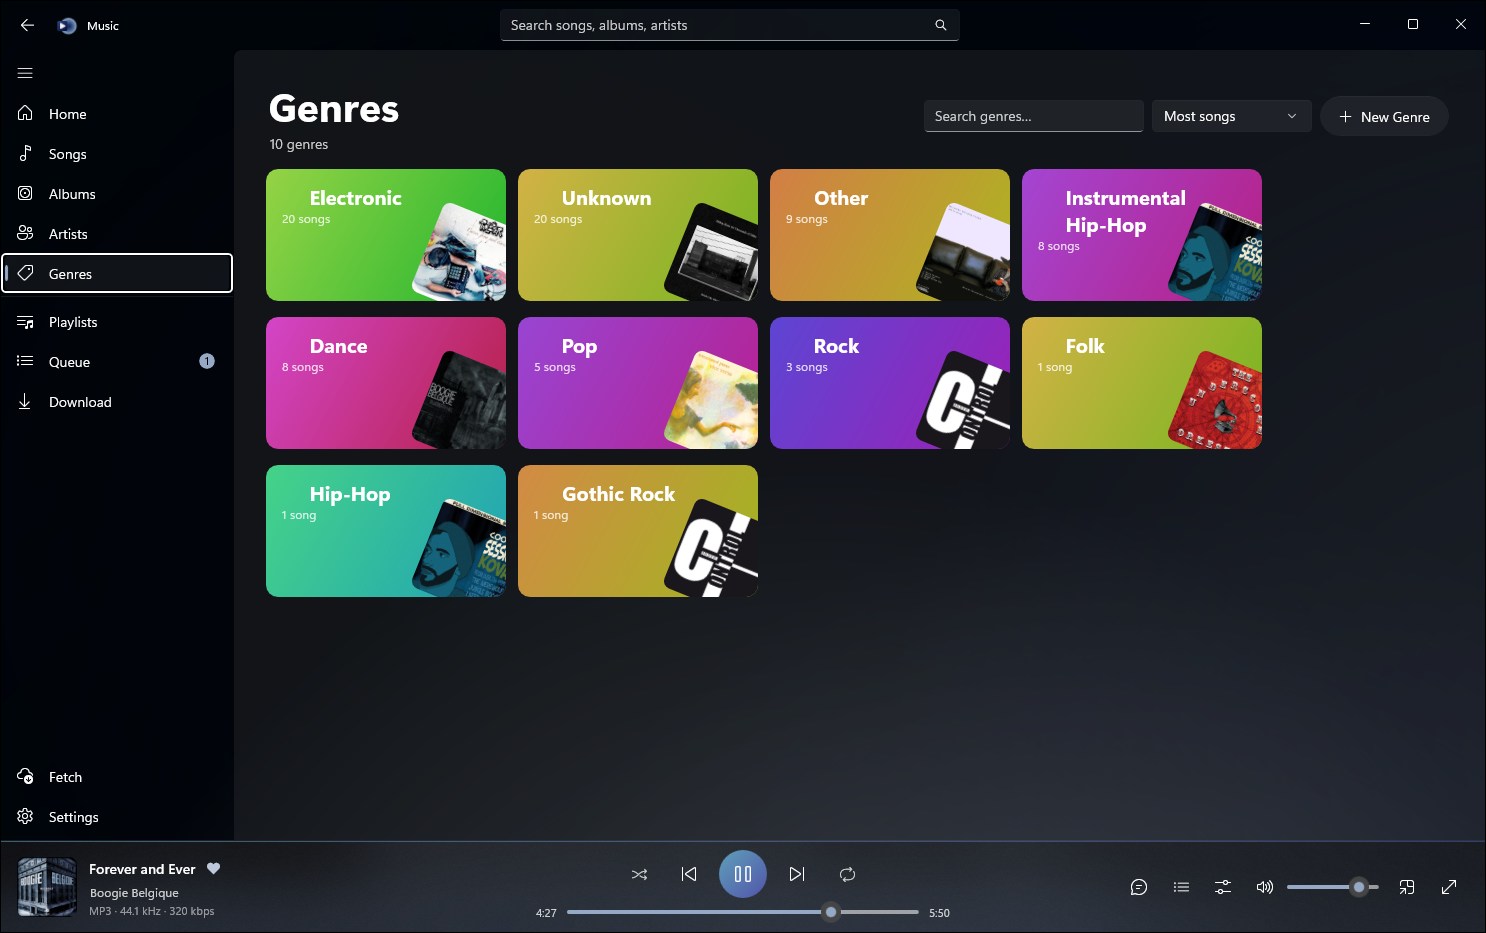 Music
Search songs, albums, artists
Home
Songs
Albums
Artists
Genres
Playlists
Queue
1
Download
Fetch
Settings
Genres
10 genres
Search genres...
Most songs
New Genre
Electronic
20 songs
Unknown
20 songs
Other
9 songs
Instrumental
Hip-Hop
8 songs
Dance
8 songs
BOOGIE
BELGIQUE
Pop
5 songs
Rock
3 songs
Folk
1 song
Hip-Hop
1 song
Gothic Rock
1 song
Forever and Ever
Boogie Belgique
MP3 · 44.1 kHz · 320 kbps
4:27
5:50